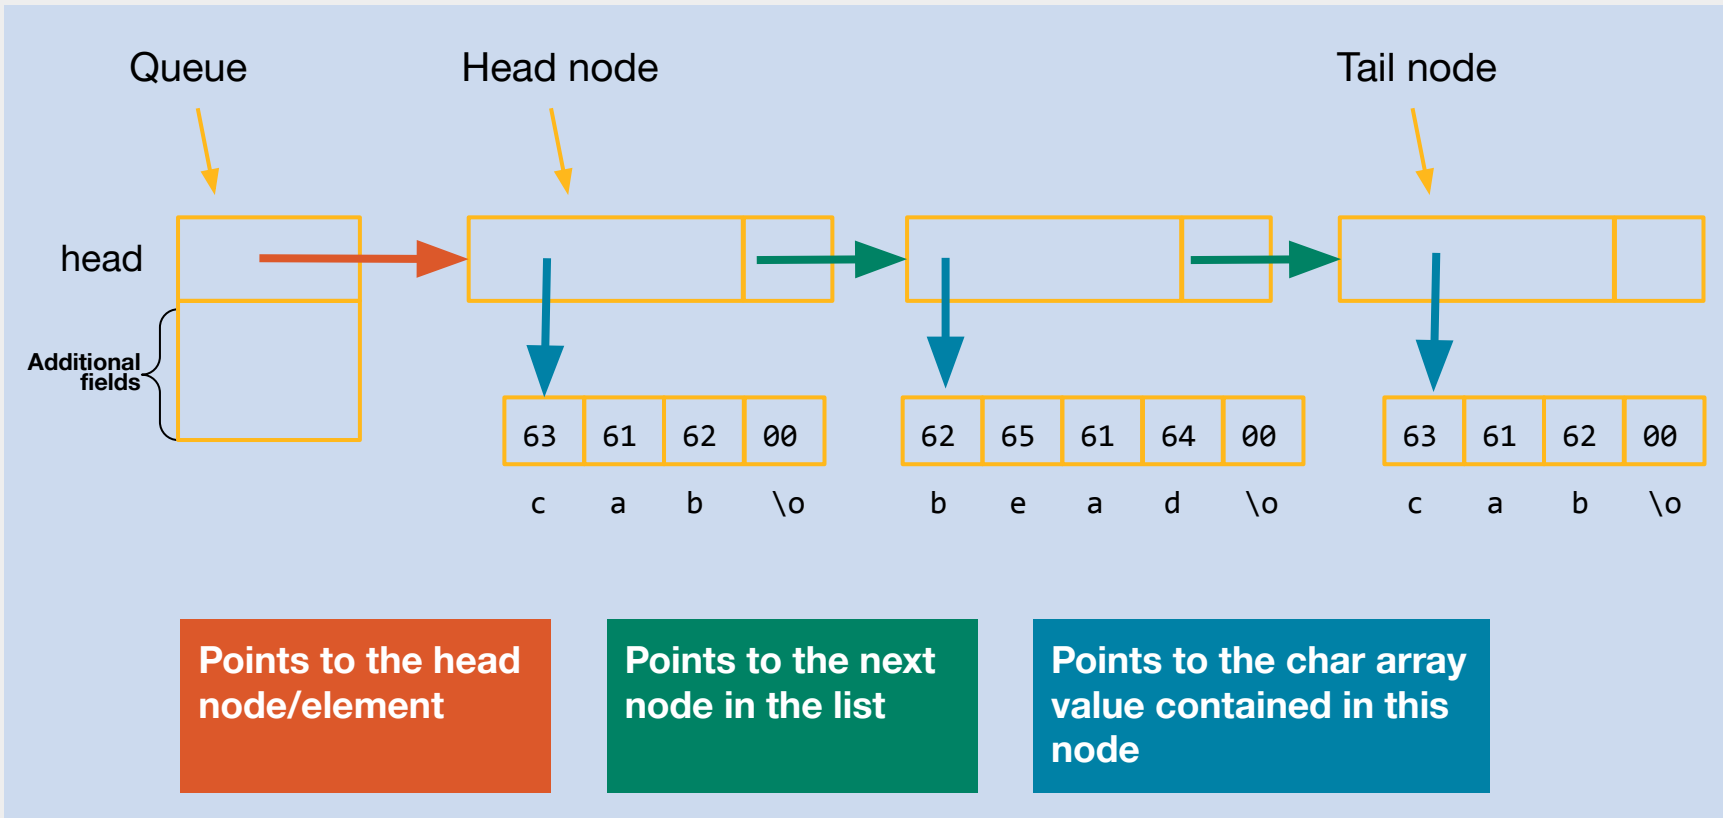 Queue Head node Tail node
head
Additional
fields
63 61 62 00 62 65 61 64 00 63 61 62 00
c a b \o b e a d \o c a b \o
Points to the head
node/element
Points to the next
node in the list
Points to the char array
value contained in this
node